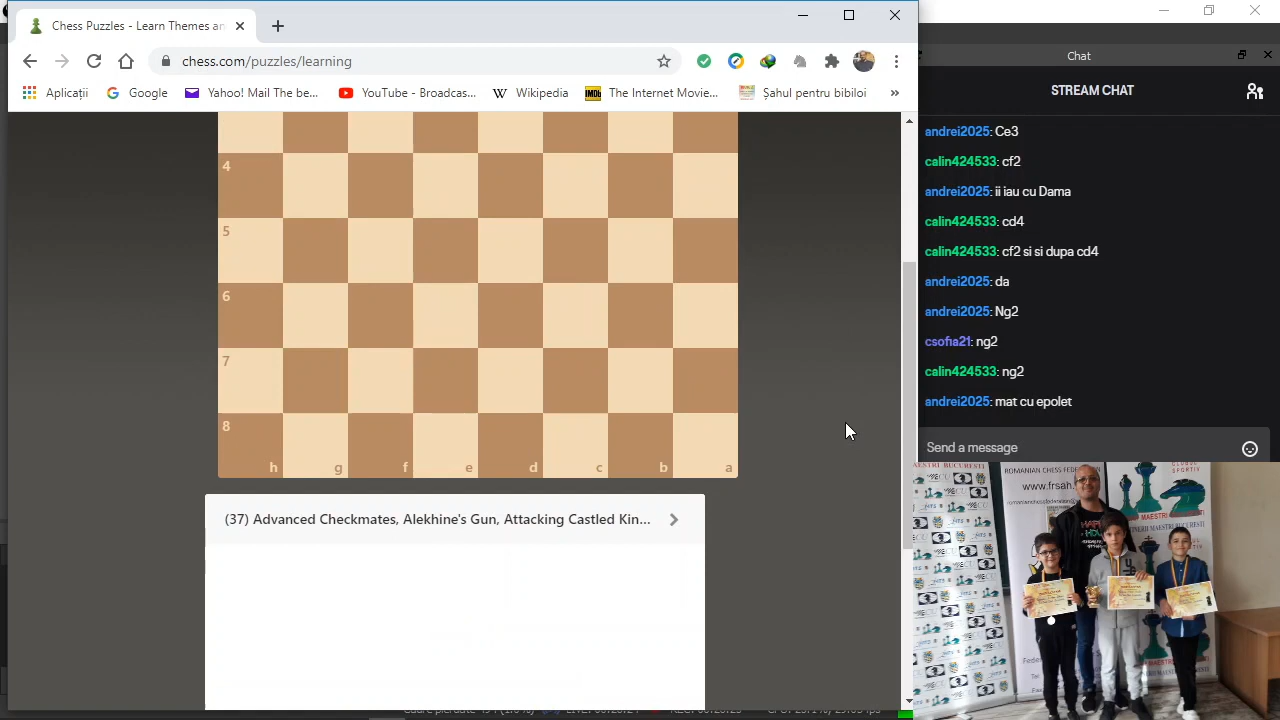 Chess Puzzles - Learn Themes an
chess.com/puzzles/learning
Aplicații
Google
Yahoo! Mail The be...
YouTube - Broadcas...
Wikipedia
IMDb
The Internet Movie...
Șahul pentru bibiloi
»
4
5
6
7
8
h g f e d c b a
(37) Advanced Checkmates, Alekhine's Gun, Attacking Castled Kin...
Chat
STREAM CHAT
andrei2025: Ce3
calin424533: cf2
andrei2025: ii iau cu Dama
calin424533: cd4
calin424533: cf2 si si dupa cd4
andrei2025: da
andrei2025: Ng2
csofia21: ng2
calin424533: ng2
andrei2025: mat cu epolet
Send a message
ROMANIAN CHESS FEDERATION
www.frsah.
CLUBUL
SPORTIV